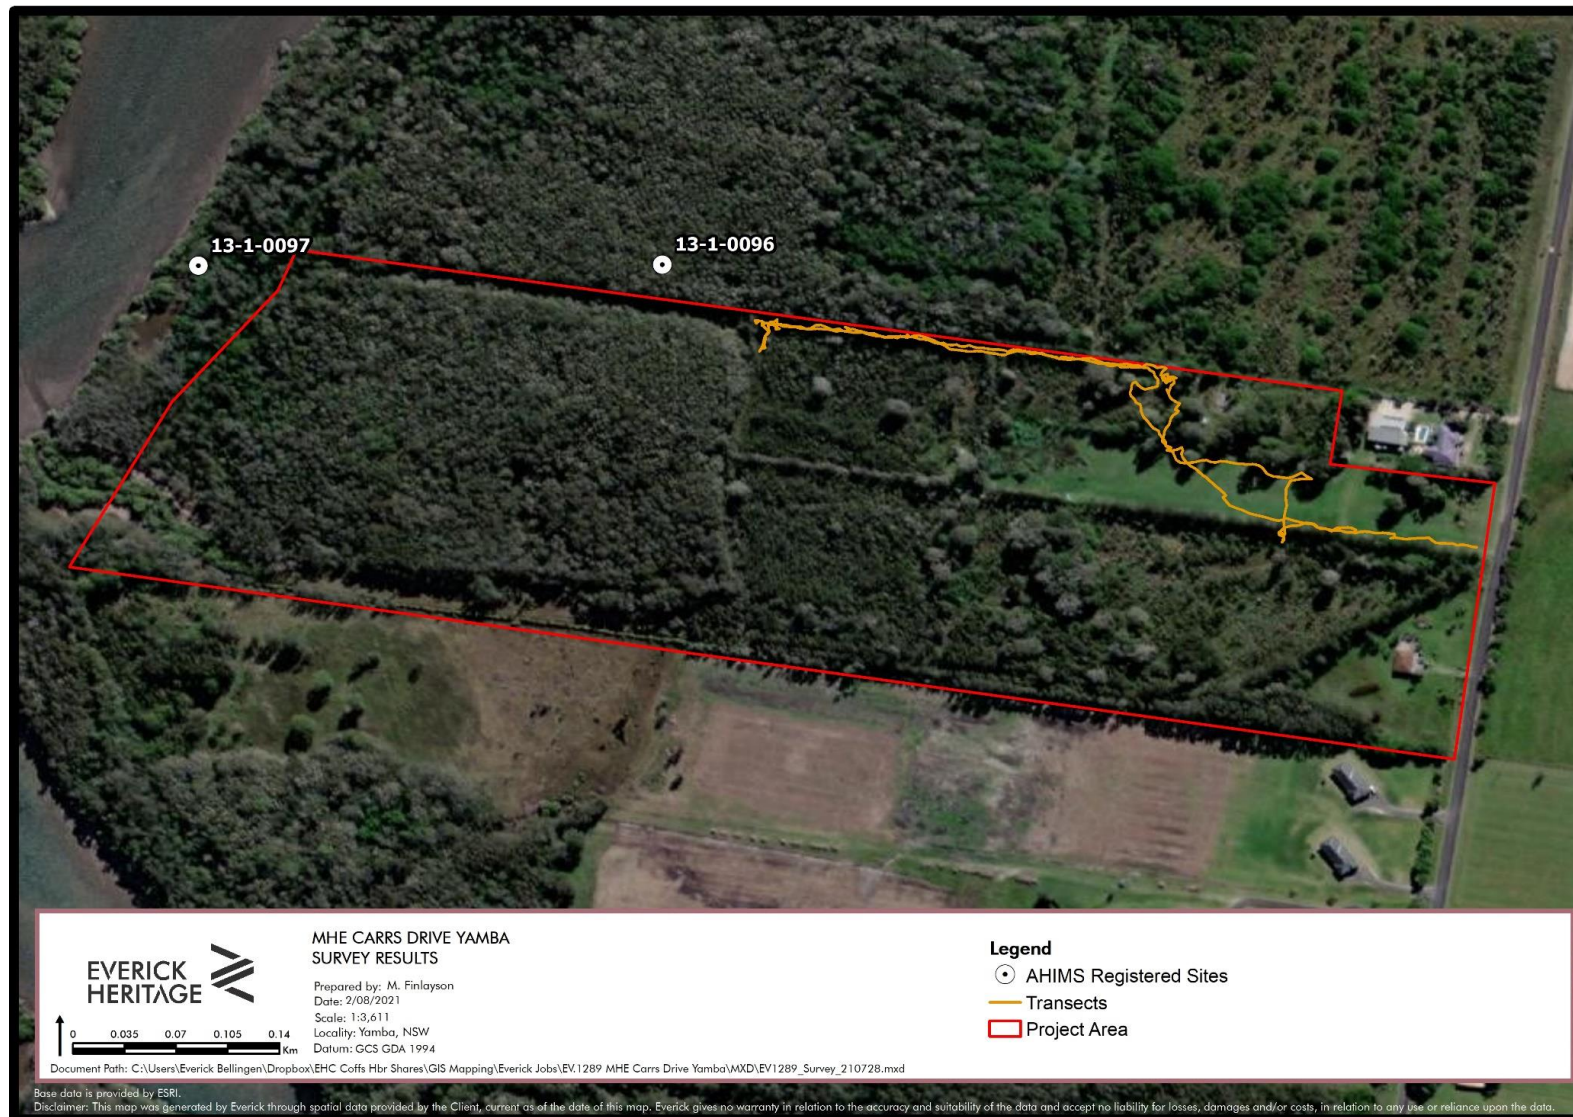 13-1-0097
13-1-0096
EVERICK
HERITAGE
MHE CARRS DRIVE YAMBA
SURVEY RESULTS
Prepared by: M. Finlayson
Date: 2/08/2021
Scale: 1:3,611
Locality: Yamba, NSW
Datum: GCS GDA 1994
0 0.035 0.07 0.105 0.14
Km
Legend
AHIMS Registered Sites
Transects
Project Area
Document Path: C:\Users\Everick Bellingen\Dropbox\EHC Coffs Hbr Shares\GIS Mapping\Everick Jobs\EV.1289 MHE Carrs Drive Yamba\MXD\EV1289_Survey_210728.mxd
Base data is provided by ESRI.
Disclaimer: This map was generated by Everick through spatial data provided by the Client, current as of the date of this map. Everick gives no warranty in relation to the accuracy and suitability of the data and accept no liability for losses, damages and/or costs, in relation to any use or reliance upon the data.